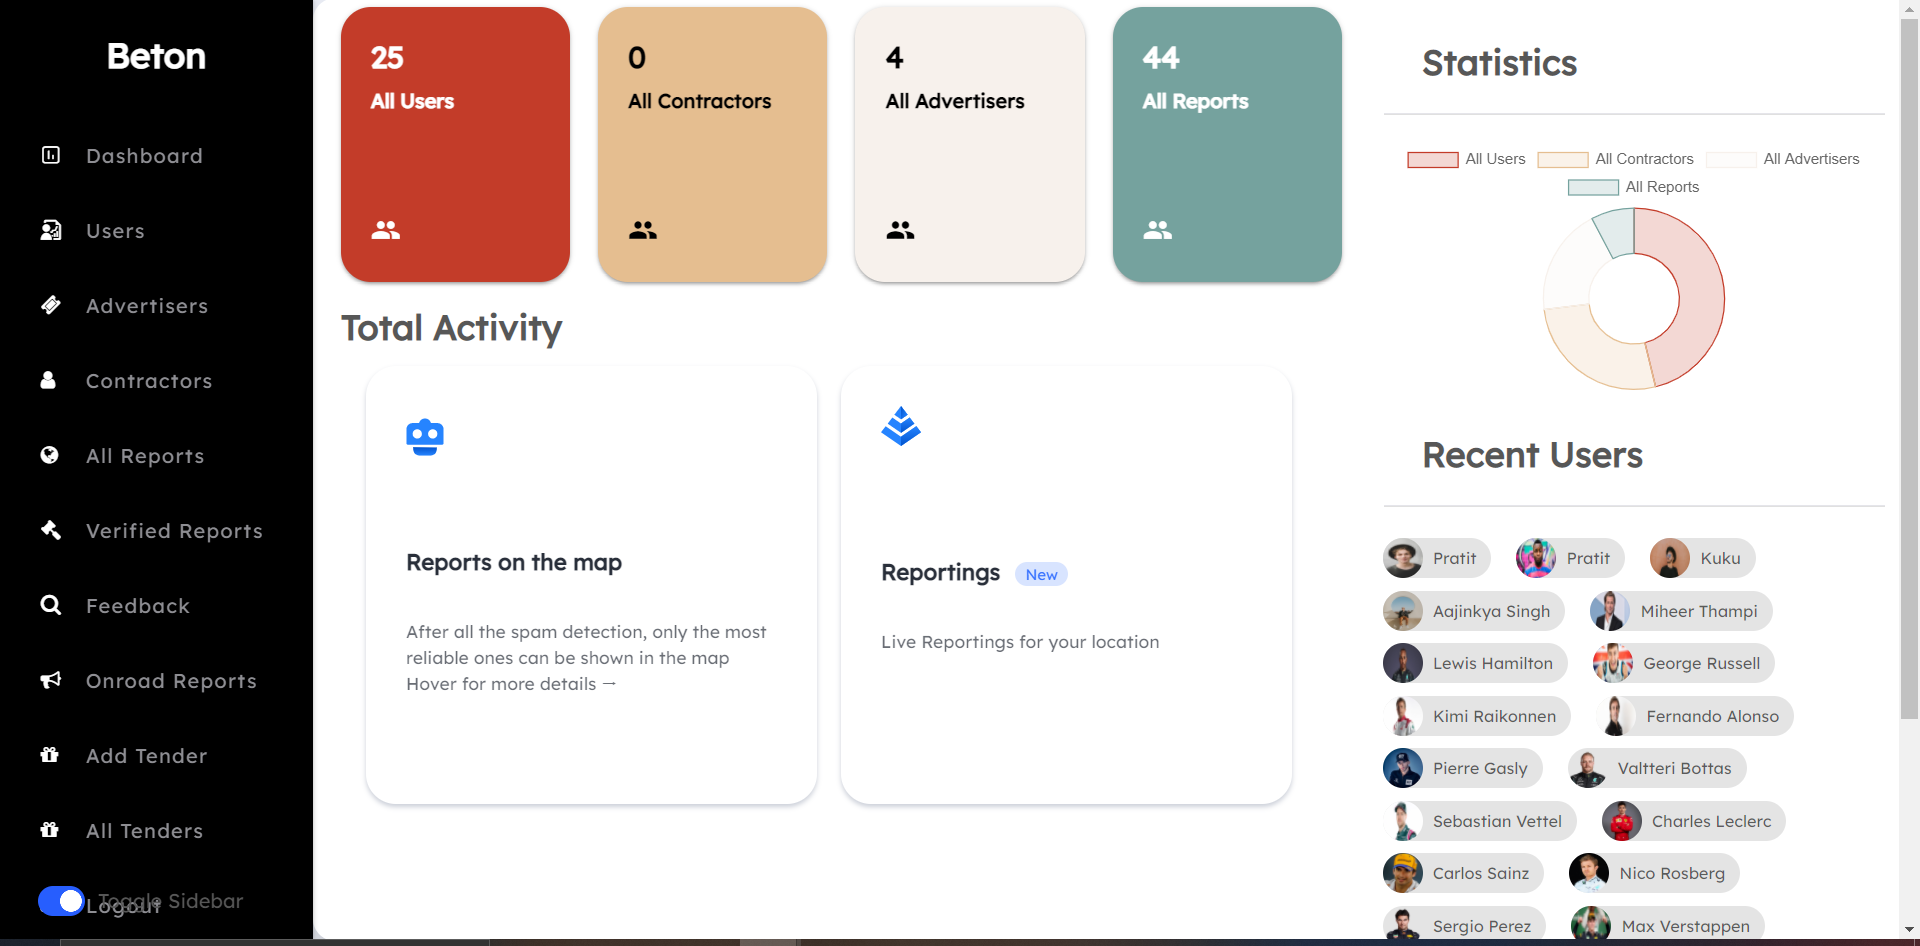 Beton
Dashboard
Users
Advertisers
Contractors
All Reports
Verified Reports
Feedback
Onroad Reports
Add Tender
All Tenders
Toggle Sidebar
Logout
25
All Users
0
All Contractors
4
All Advertisers
44
All Reports
Total Activity
Reports on the map
After all the spam detection, only the most
reliable ones can be shown in the map
Hover for more details →
Reportings New
Live Reportings for your location
Statistics
All Users All Contractors All Advertisers
All Reports
Recent Users
Pratit Pratit Kuku
Aajinkya Singh Miheer Thampi
Lewis Hamilton George Russell
Kimi Raikonnen Fernando Alonso
Pierre Gasly Valtteri Bottas
Sebastian Vettel Charles Leclerc
Carlos Sainz Nico Rosberg
Sergio Perez Max Verstappen